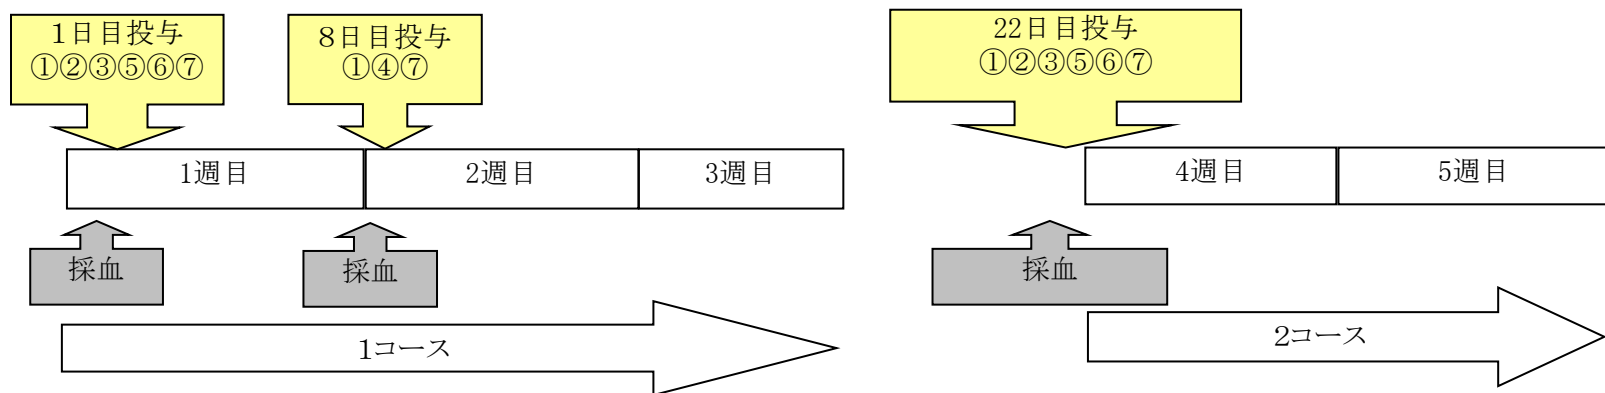 1日目投与
①②③⑤⑥⑦
8日目投与
①④⑦
22日目投与
①②③⑤⑥⑦
1週目
2週目
3週目
4週目
5週目
採血
採血
採血
1コース
2コース